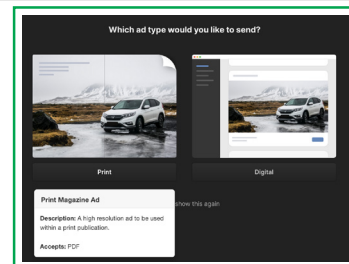 Which ad type would you like to send?
Print
Digital
Print Magazine Ad
show this again
Description: A high resolution ad to be used
within a print publication.
Accepts: PDF